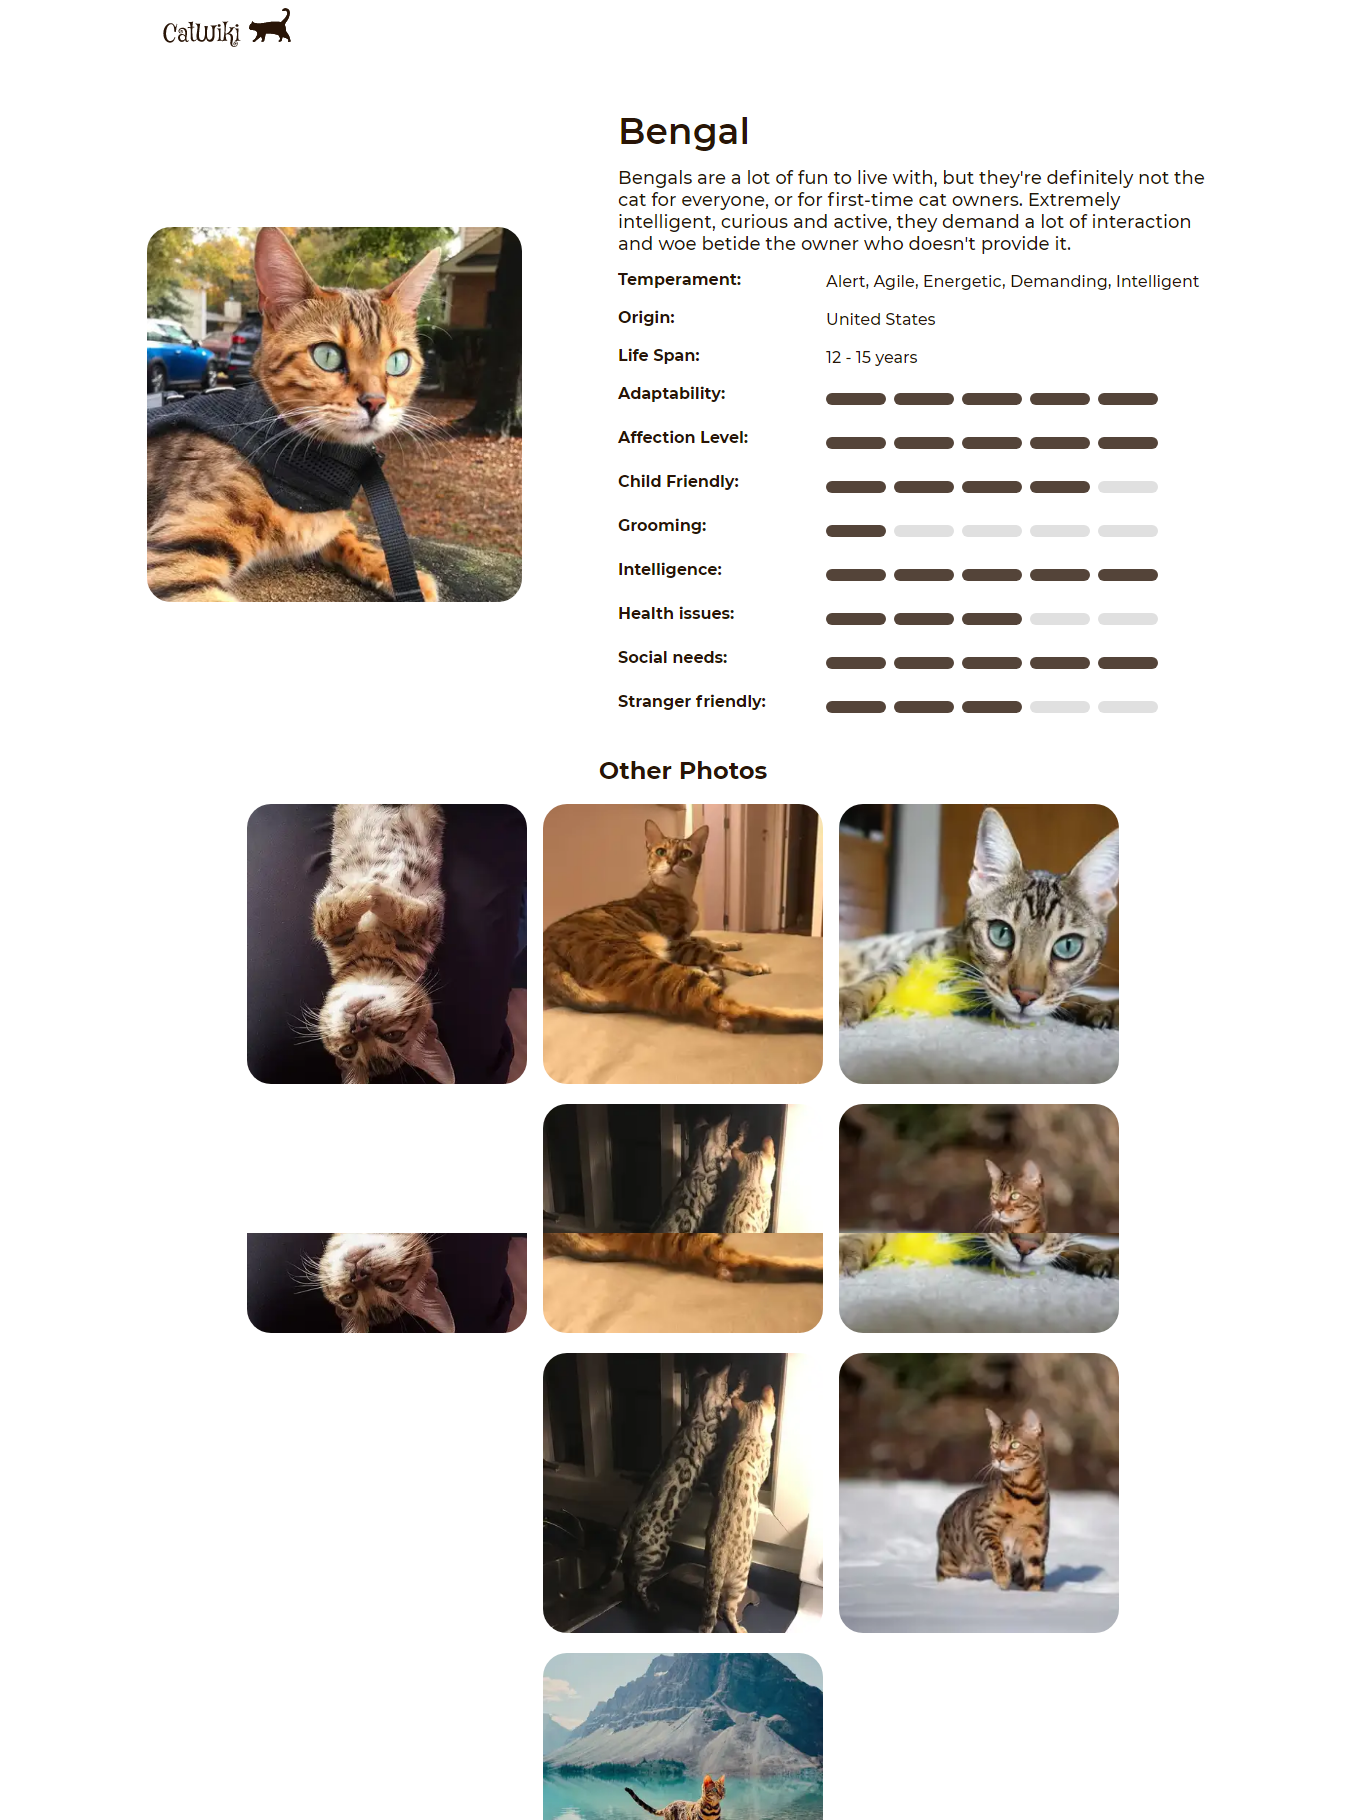 CatWiki
Bengal
Bengals are a lot of fun to live with, but they're definitely not the
cat for everyone, or for first-time cat owners. Extremely
intelligent, curious and active, they demand a lot of interaction
and woe betide the owner who doesn't provide it.
Temperament: Alert, Agile, Energetic, Demanding, Intelligent
Origin: United States
Life Span: 12 - 15 years
Adaptability:
Affection Level:
Child Friendly:
Grooming:
Intelligence:
Health issues:
Social needs:
Stranger friendly:
Other Photos